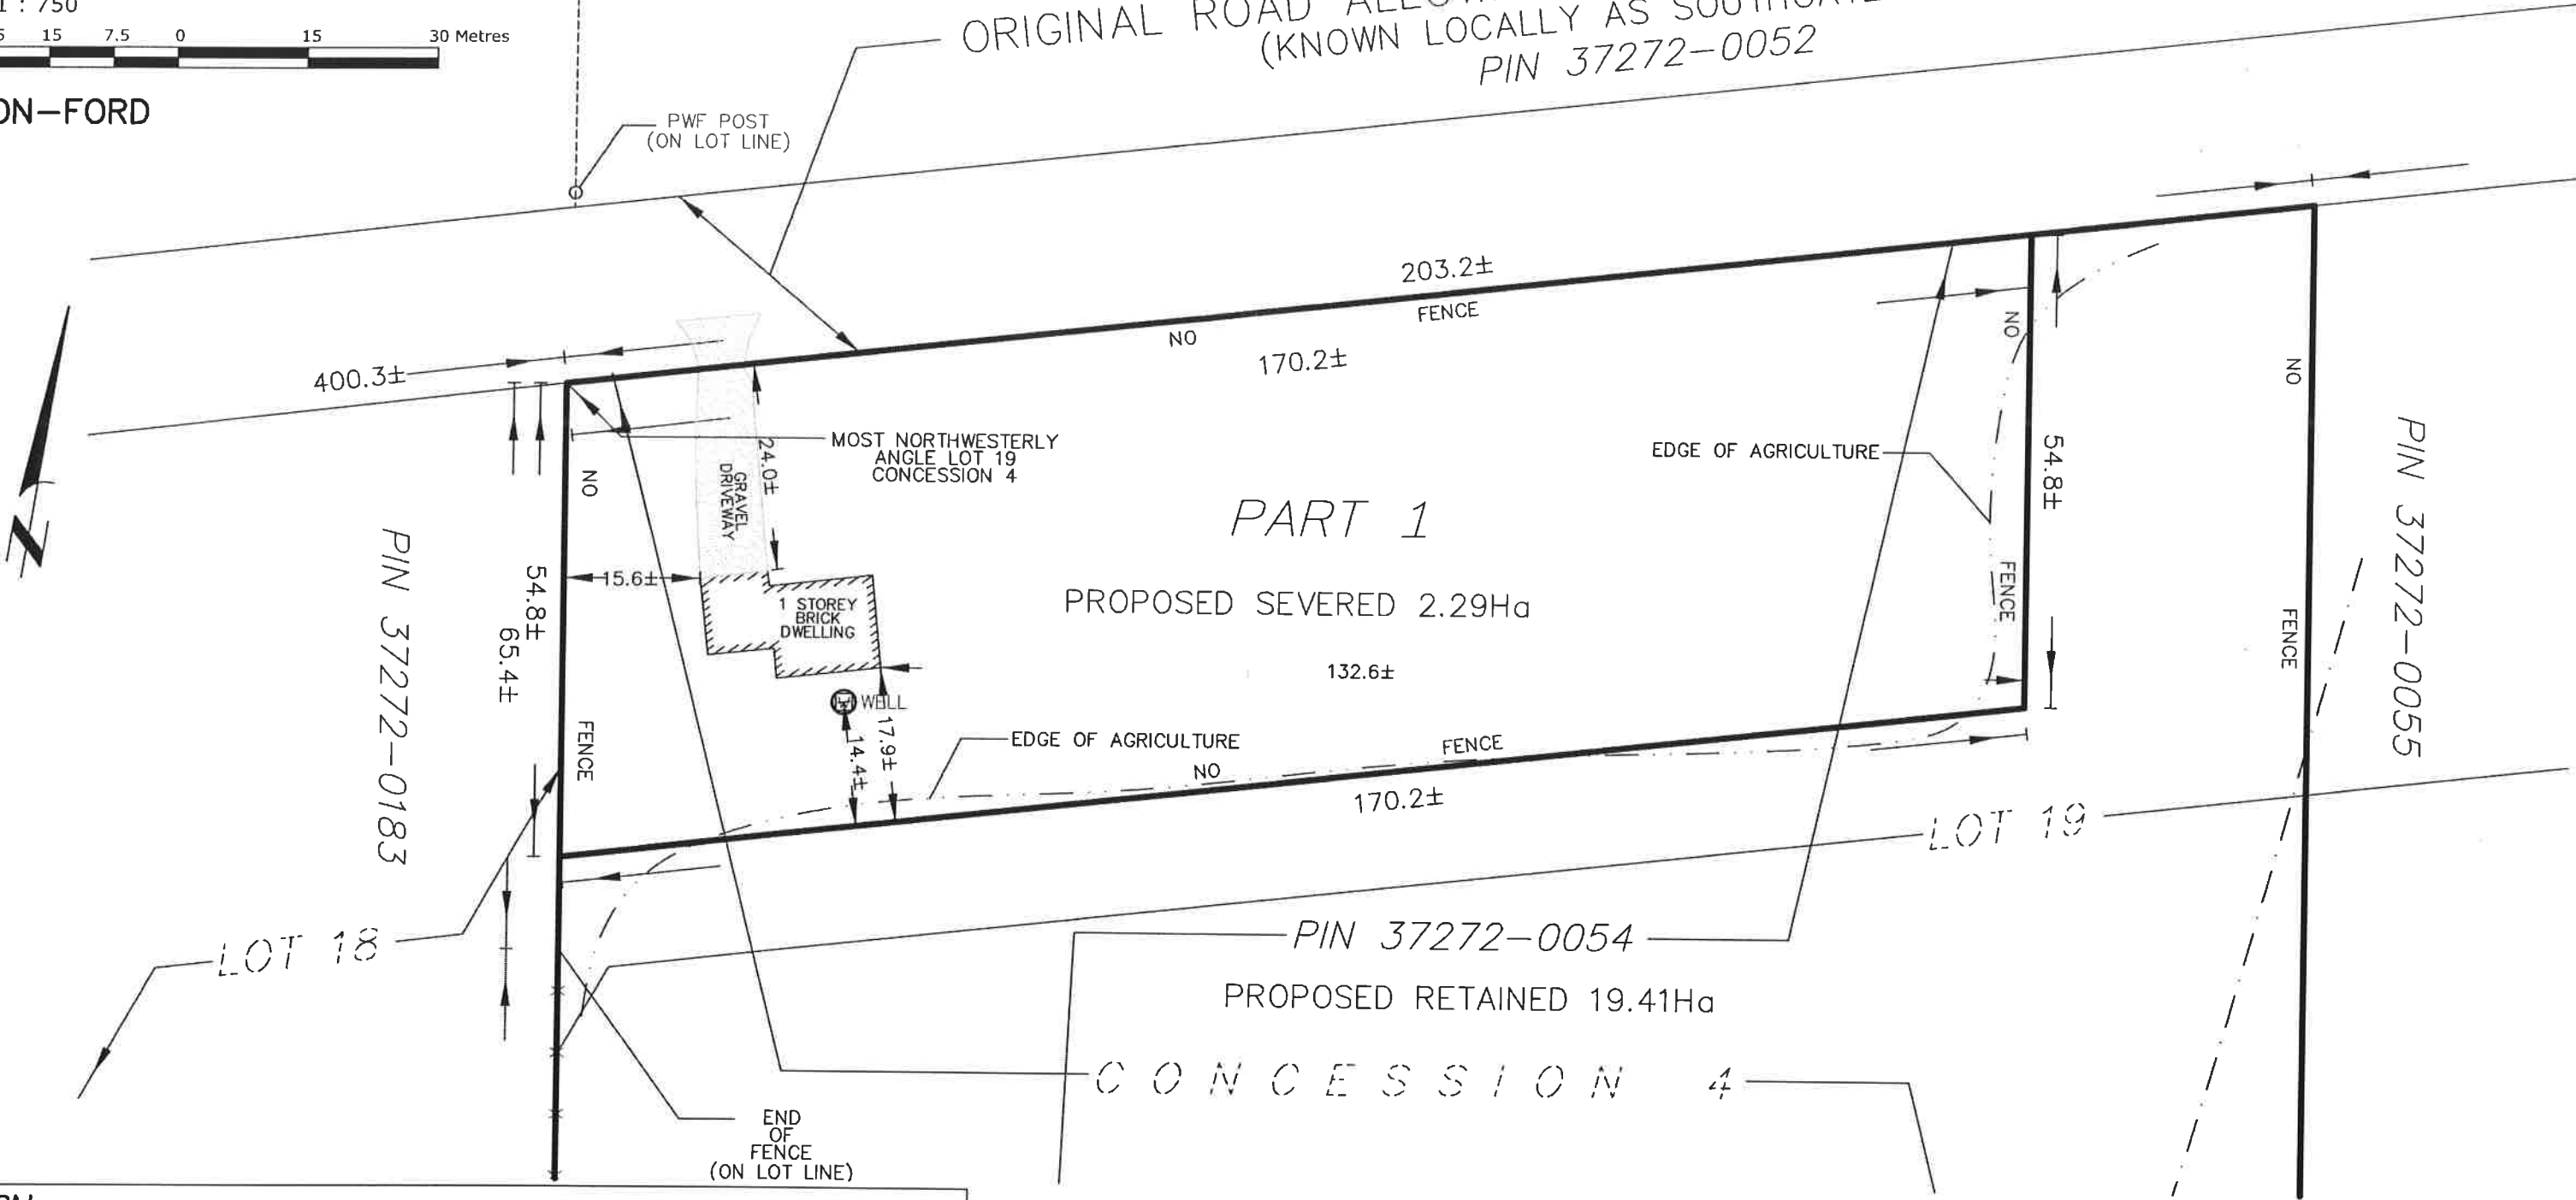 1 : 750
15 7.5 0 15 30 Metres
ON-FORD
ORIGINAL ROAD
(KNOWN LOCALLY AS
PIN 37272-0052
PWF POST
(ON LOT LINE)
203.2±
NO FENCE
170.2±
400.3±
MOST NORTHWESTERLY
ANGLE LOT 19
CONCESSION 4
24.0±
GRAVEL
DRIVEWAY
NO FENCE
54.8±
65.4±
PIN 37272-0183
15.6±
1 STOREY
BRICK
DWELLING
WELL
14.4±
17.9±
PART 1
PROPOSED SEVERED 2.29Ha
132.6±
EDGE OF AGRICULTURE
NO FENCE
54.8±
NO FENCE
PIN 37272-0055
EDGE OF AGRICULTURE
NO FENCE
170.2±
LOT 19
LOT 18
PIN 37272-0054
PROPOSED RETAINED 19.41Ha
CONCESSION 4
END
OF
FENCE
(ON LOT LINE)
N